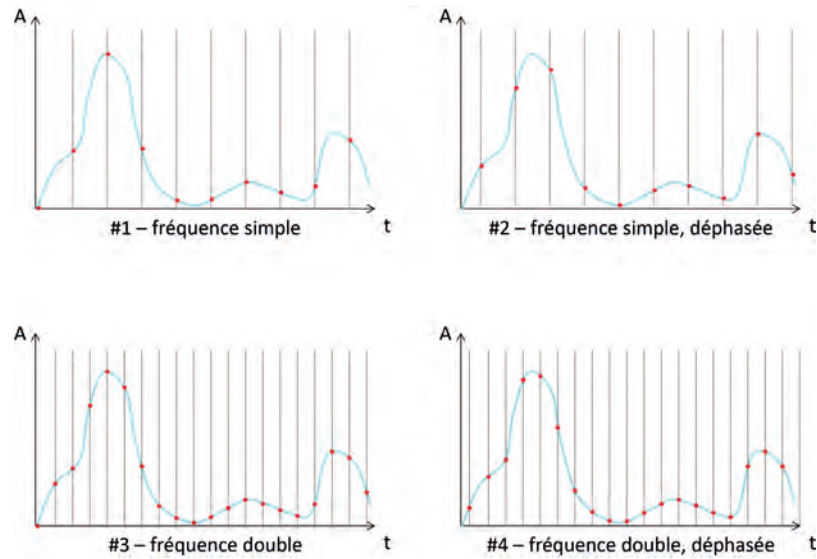 A
t
#1 – fréquence simple
A
t
#2 – fréquence simple, déphasée
A
t
#3 – fréquence double
A
t
#4 – fréquence double, déphasée